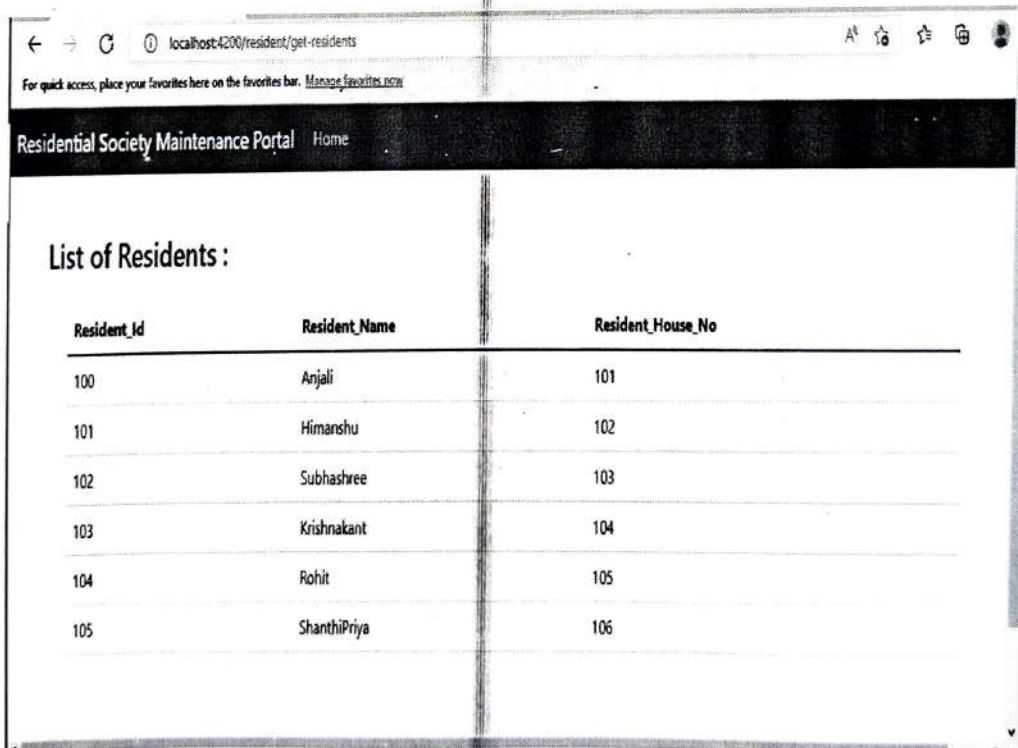 localhost:4200/resident/get-residents
For quick access, place your favorites here on the favorites bar. Manage favorites now
Residential Society Maintenance Portal Home
List of Residents :
Resident_Id Resident_Name Resident_House_No
100 Anjali 101
101 Himanshu 102
102 Subhashree 103
103 Krishnakant 104
104 Rohit 105
105 ShanthiPriya 106